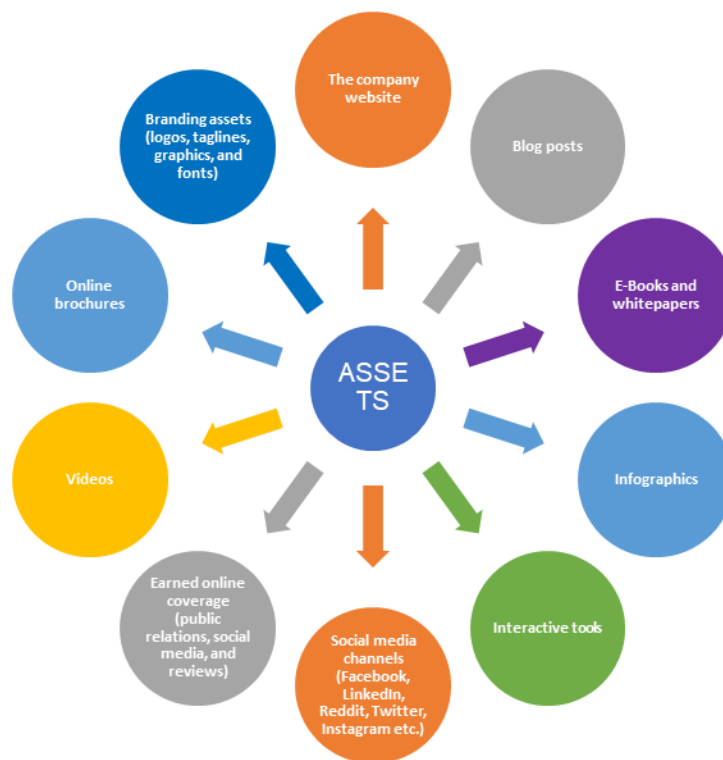 The company
website
Branding assets
(logos, taglines,
graphics, and
fonts)
Blog posts
Online
brochures
E-Books and
whitepapers
ASSE
TS
Videos
Infographics
Earned online
coverage
(public
relations, social
media, and
reviews)
Interactive tools
Social media
channels
(Facebook,
LinkedIn,
Reddit, Twitter,
Instagram etc.)